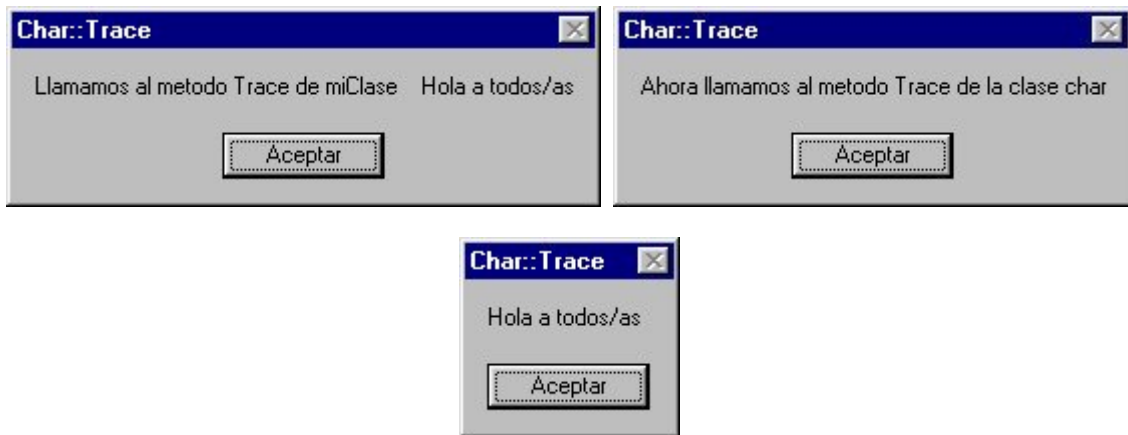 Char::Trace
Llamamos al metodo Trace de miClase    Hola a todos/as
Aceptar
Char::Trace
Ahora llamamos al metodo Trace de la clase char
Aceptar
Char::Trace
Hola a todos/as
Aceptar